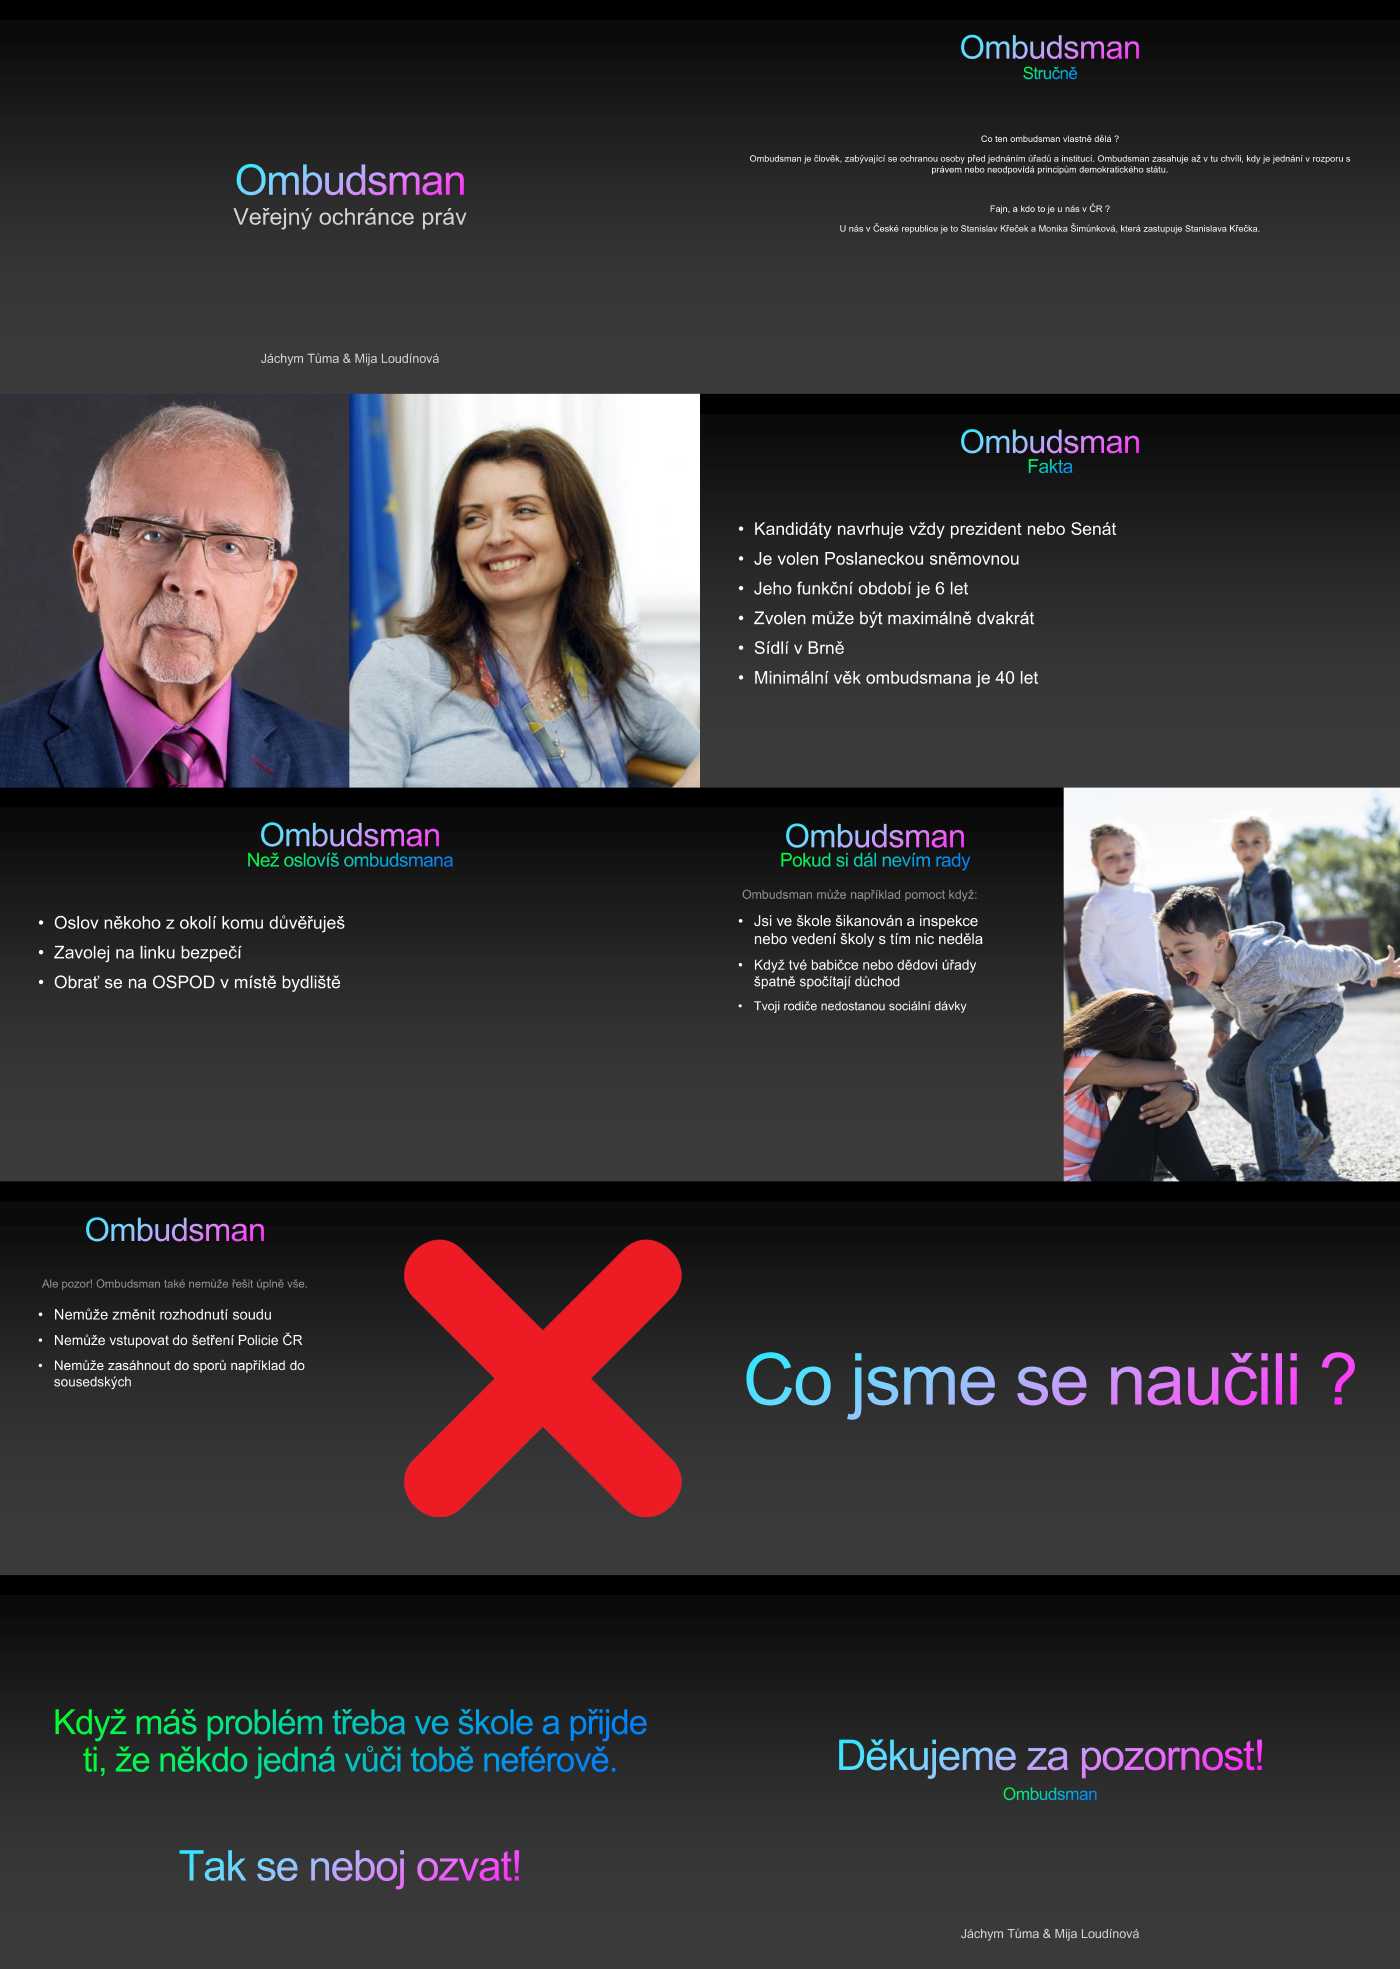 Ombudsman
Veřejný ochránce práv
Jáchym Tůma & Mija Loudínová
Ombudsman
Stručně
Co ten ombudsman vlastně dělá ?
Ombudsman je člověk, zabývající se ochranou osoby před jednáním úřadů a institucí. Ombudsman zasahuje až v tu chvíli, kdy je jednání v rozporu s
právem nebo neodpovídá principům demokratického státu.
Fajn, a kdo to je u nás v ČR ?
U nás v České republice je to Stanislav Křeček a Monika Šimůnková, která zastupuje Stanislava Křečka.
Ombudsman
Fakta
• Kandidáty navrhuje vždy prezident nebo Senát
• Je volen Poslaneckou sněmovnou
• Jeho funkční období je 6 let
• Zvolen může být maximálně dvakrát
• Sídlí v Brně
• Minimální věk ombudsmana je 40 let
Ombudsman
Než oslovíš ombudsmana
• Oslov někoho z okolí komu důvěřuješ
• Zavolej na linku bezpečí
• Obrať se na OSPOD v místě bydliště
Ombudsman
Pokud si dál nevím rady
Ombudsman může například pomoct když:
• Jsi ve škole šikanován a inspekce
nebo vedení školy s tím nic neděla
• Když tvé babičce nebo dědovi úřady
špatně spočítají důchod
• Tvoji rodiče nedostanou sociální dávky
Ombudsman
Ale pozor! Ombudsman také nemůže řešit úplně vše.
• Nemůže změnit rozhodnutí soudu
• Nemůže vstupovat do šetření Policie ČR
• Nemůže zasáhnout do sporů například do
sousedských
Co jsme se naučili ?
Když máš problém třeba ve škole a přijde
ti, že někdo jedná vůči tobě neférově.
Tak se neboj ozvat!
Děkujeme za pozornost!
Ombudsman
Jáchym Tůma & Mija Loudínová